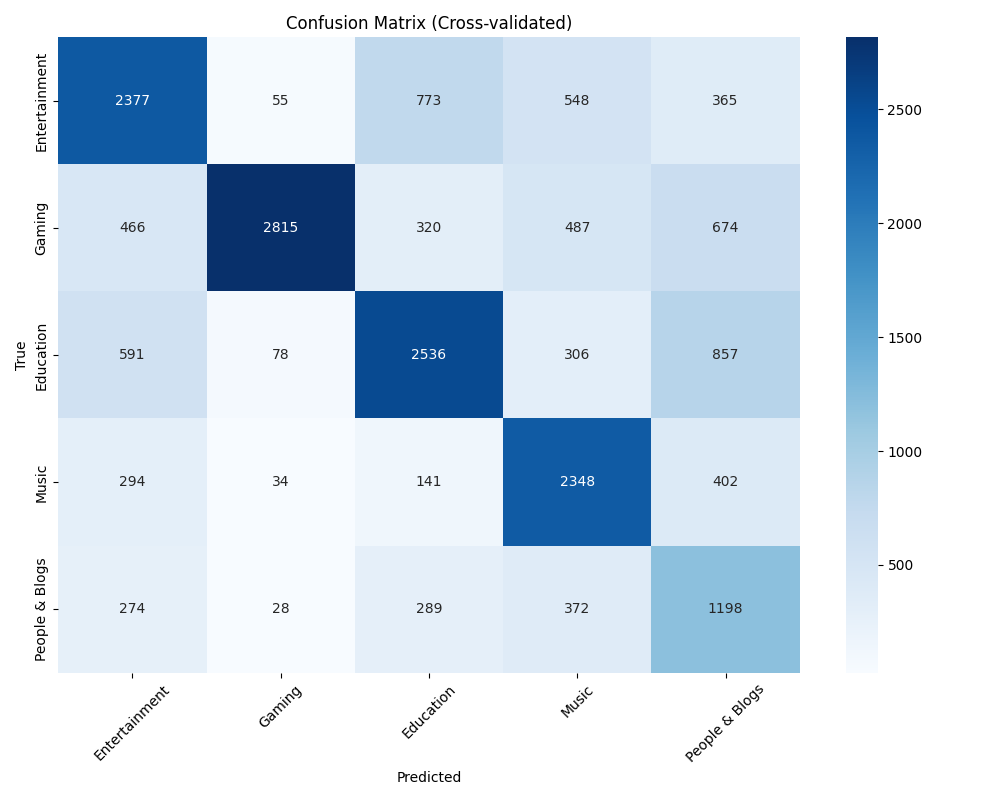 Confusion Matrix (Cross-validated)
True
Entertainment 2377 55 773 548 365
Gaming 466 2815 320 487 674
Education 591 78 2536 306 857
Music 294 34 141 2348 402
People & Blogs 274 28 289 372 1198
Entertainment Gaming Education Music People & Blogs
Predicted
2500
2000
1500
1000
500